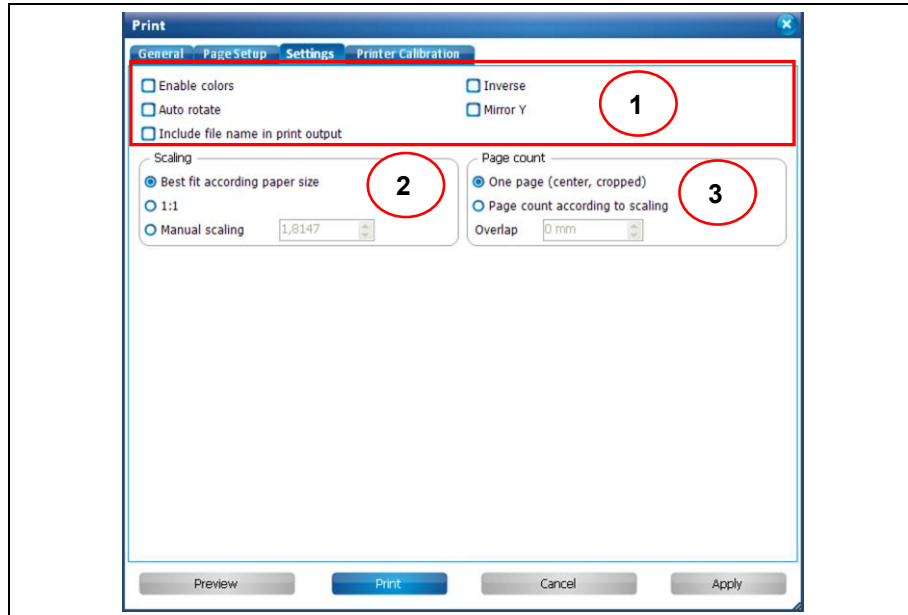 Print
General Page Setup Settings Printer Calibration
Enable colors Inverse
Auto rotate Mirror Y
Include file name in print output
1
Scaling Page count
Best fit according paper size One page (center, cropped)
1:1 Page count according to scaling
Manual scaling 1,8147 Overlap 0 mm
2
3
Preview Print Cancel Apply